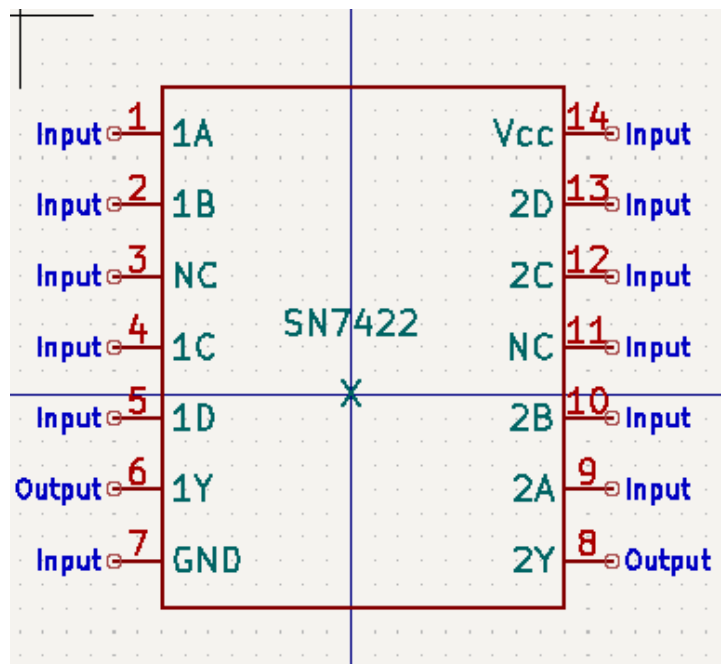 Input 1 1A Vcc 14 Input
Input 2 1B 2D 13 Input
Input 3 NC 2C 12 Input
SN7422
Input 4 1C NC 11 Input
Input 5 1D 2B 10 Input
Output 6 1Y 2A 9 Input
Input 7 GND 2Y 8 Output